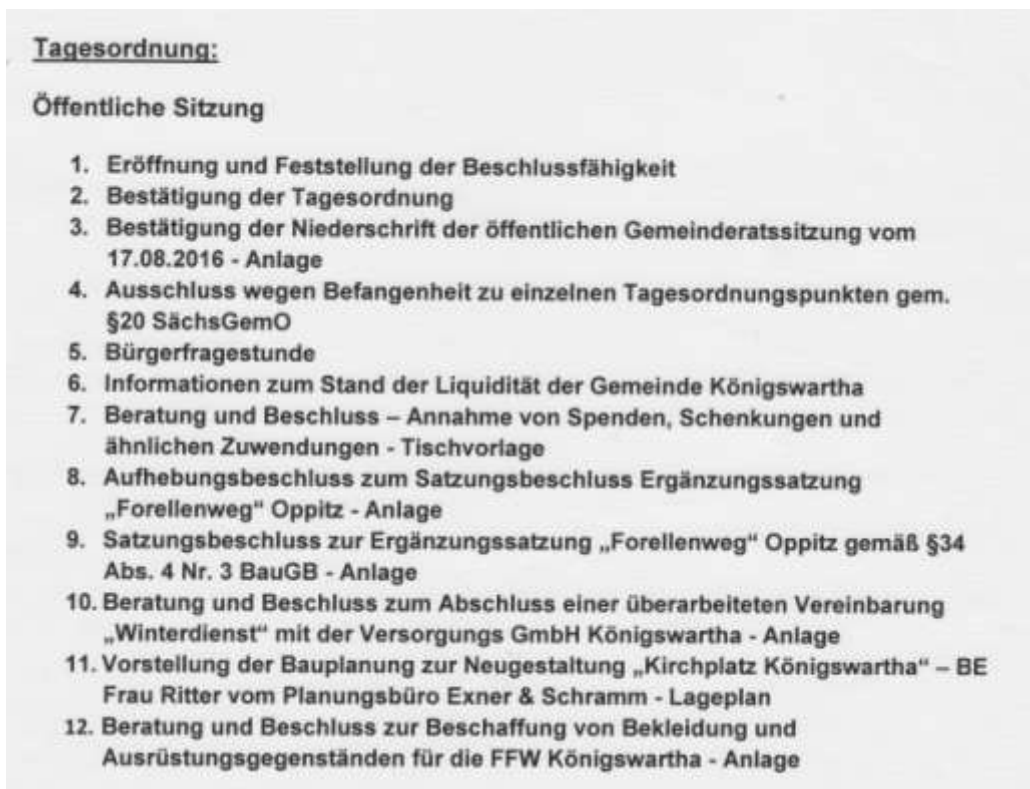 Tagesordnung:
Öffentliche Sitzung
1. Eröffnung und Feststellung der Beschlussfähigkeit
2. Bestätigung der Tagesordnung
3. Bestätigung der Niederschrift der öffentlichen Gemeinderatssitzung vom
17.08.2016 - Anlage
4. Ausschluss wegen Befangenheit zu einzelnen Tagesordnungspunkten gem.
§20 SächsGemO
5. Bürgerfragestunde
6. Informationen zum Stand der Liquidität der Gemeinde Königswartha
7. Beratung und Beschluss – Annahme von Spenden, Schenkungen und
ähnlichen Zuwendungen - Tischvorlage
8. Aufhebungsbeschluss zum Satzungsbeschluss Ergänzungssatzung
„Forellenweg“ Oppitz - Anlage
9. Satzungsbeschluss zur Ergänzungssatzung „Forellenweg“ Oppitz gemäß §34
Abs. 4 Nr. 3 BauGB - Anlage
10. Beratung und Beschluss zum Abschluss einer überarbeiteten Vereinbarung
„Winterdienst“ mit der Versorgungs GmbH Königswartha - Anlage
11. Vorstellung der Bauplanung zur Neugestaltung „Kirchplatz Königswartha“ – BE
Frau Ritter vom Planungsbüro Exner & Schramm - Lageplan
12. Beratung und Beschluss zur Beschaffung von Bekleidung und
Ausrüstungsgegenständen für die FFW Königswartha - Anlage